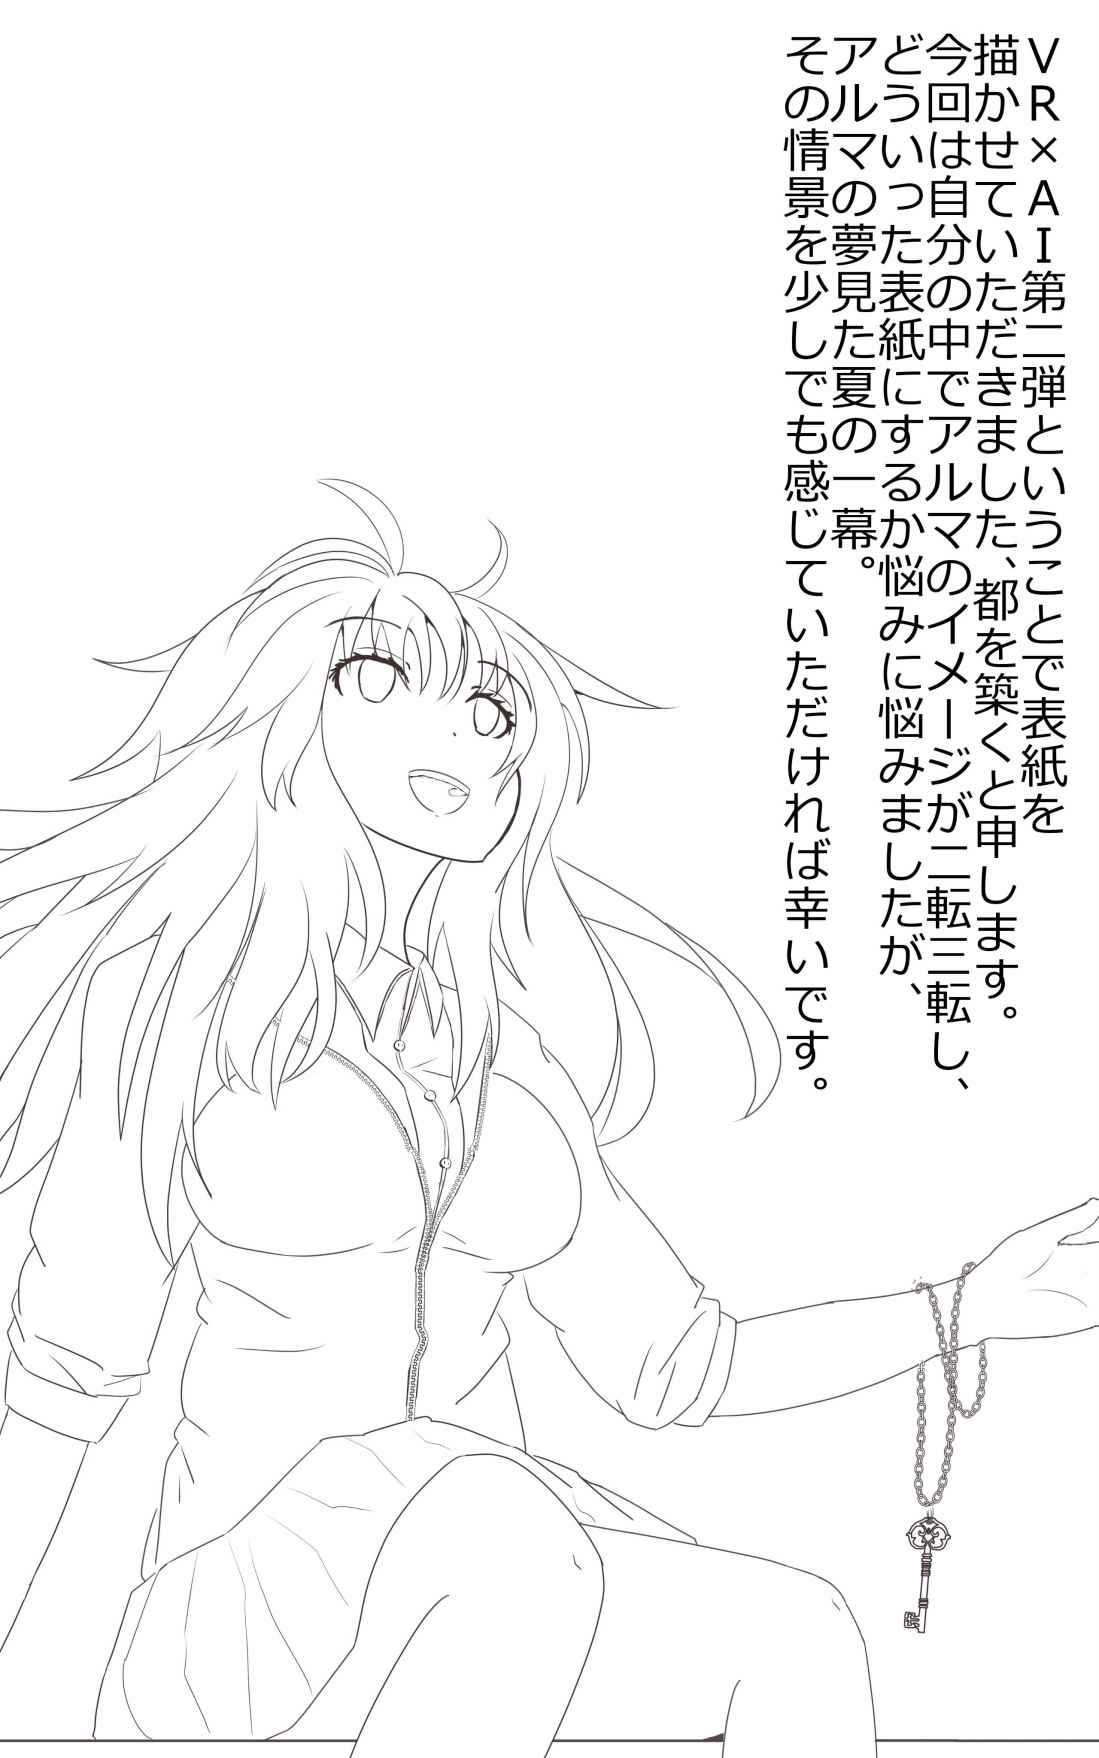 ＶＲ×ＡＩ第二弾ということで表紙を
描かせていただきました、都を築くと申します。
今回は自分の中でアルマのイメージが二転三転し、
どういった表紙にするか悩みに悩みましたが、
アルマの夢見た夏の一幕。
その情景を少しでも感じていただければ幸いです。